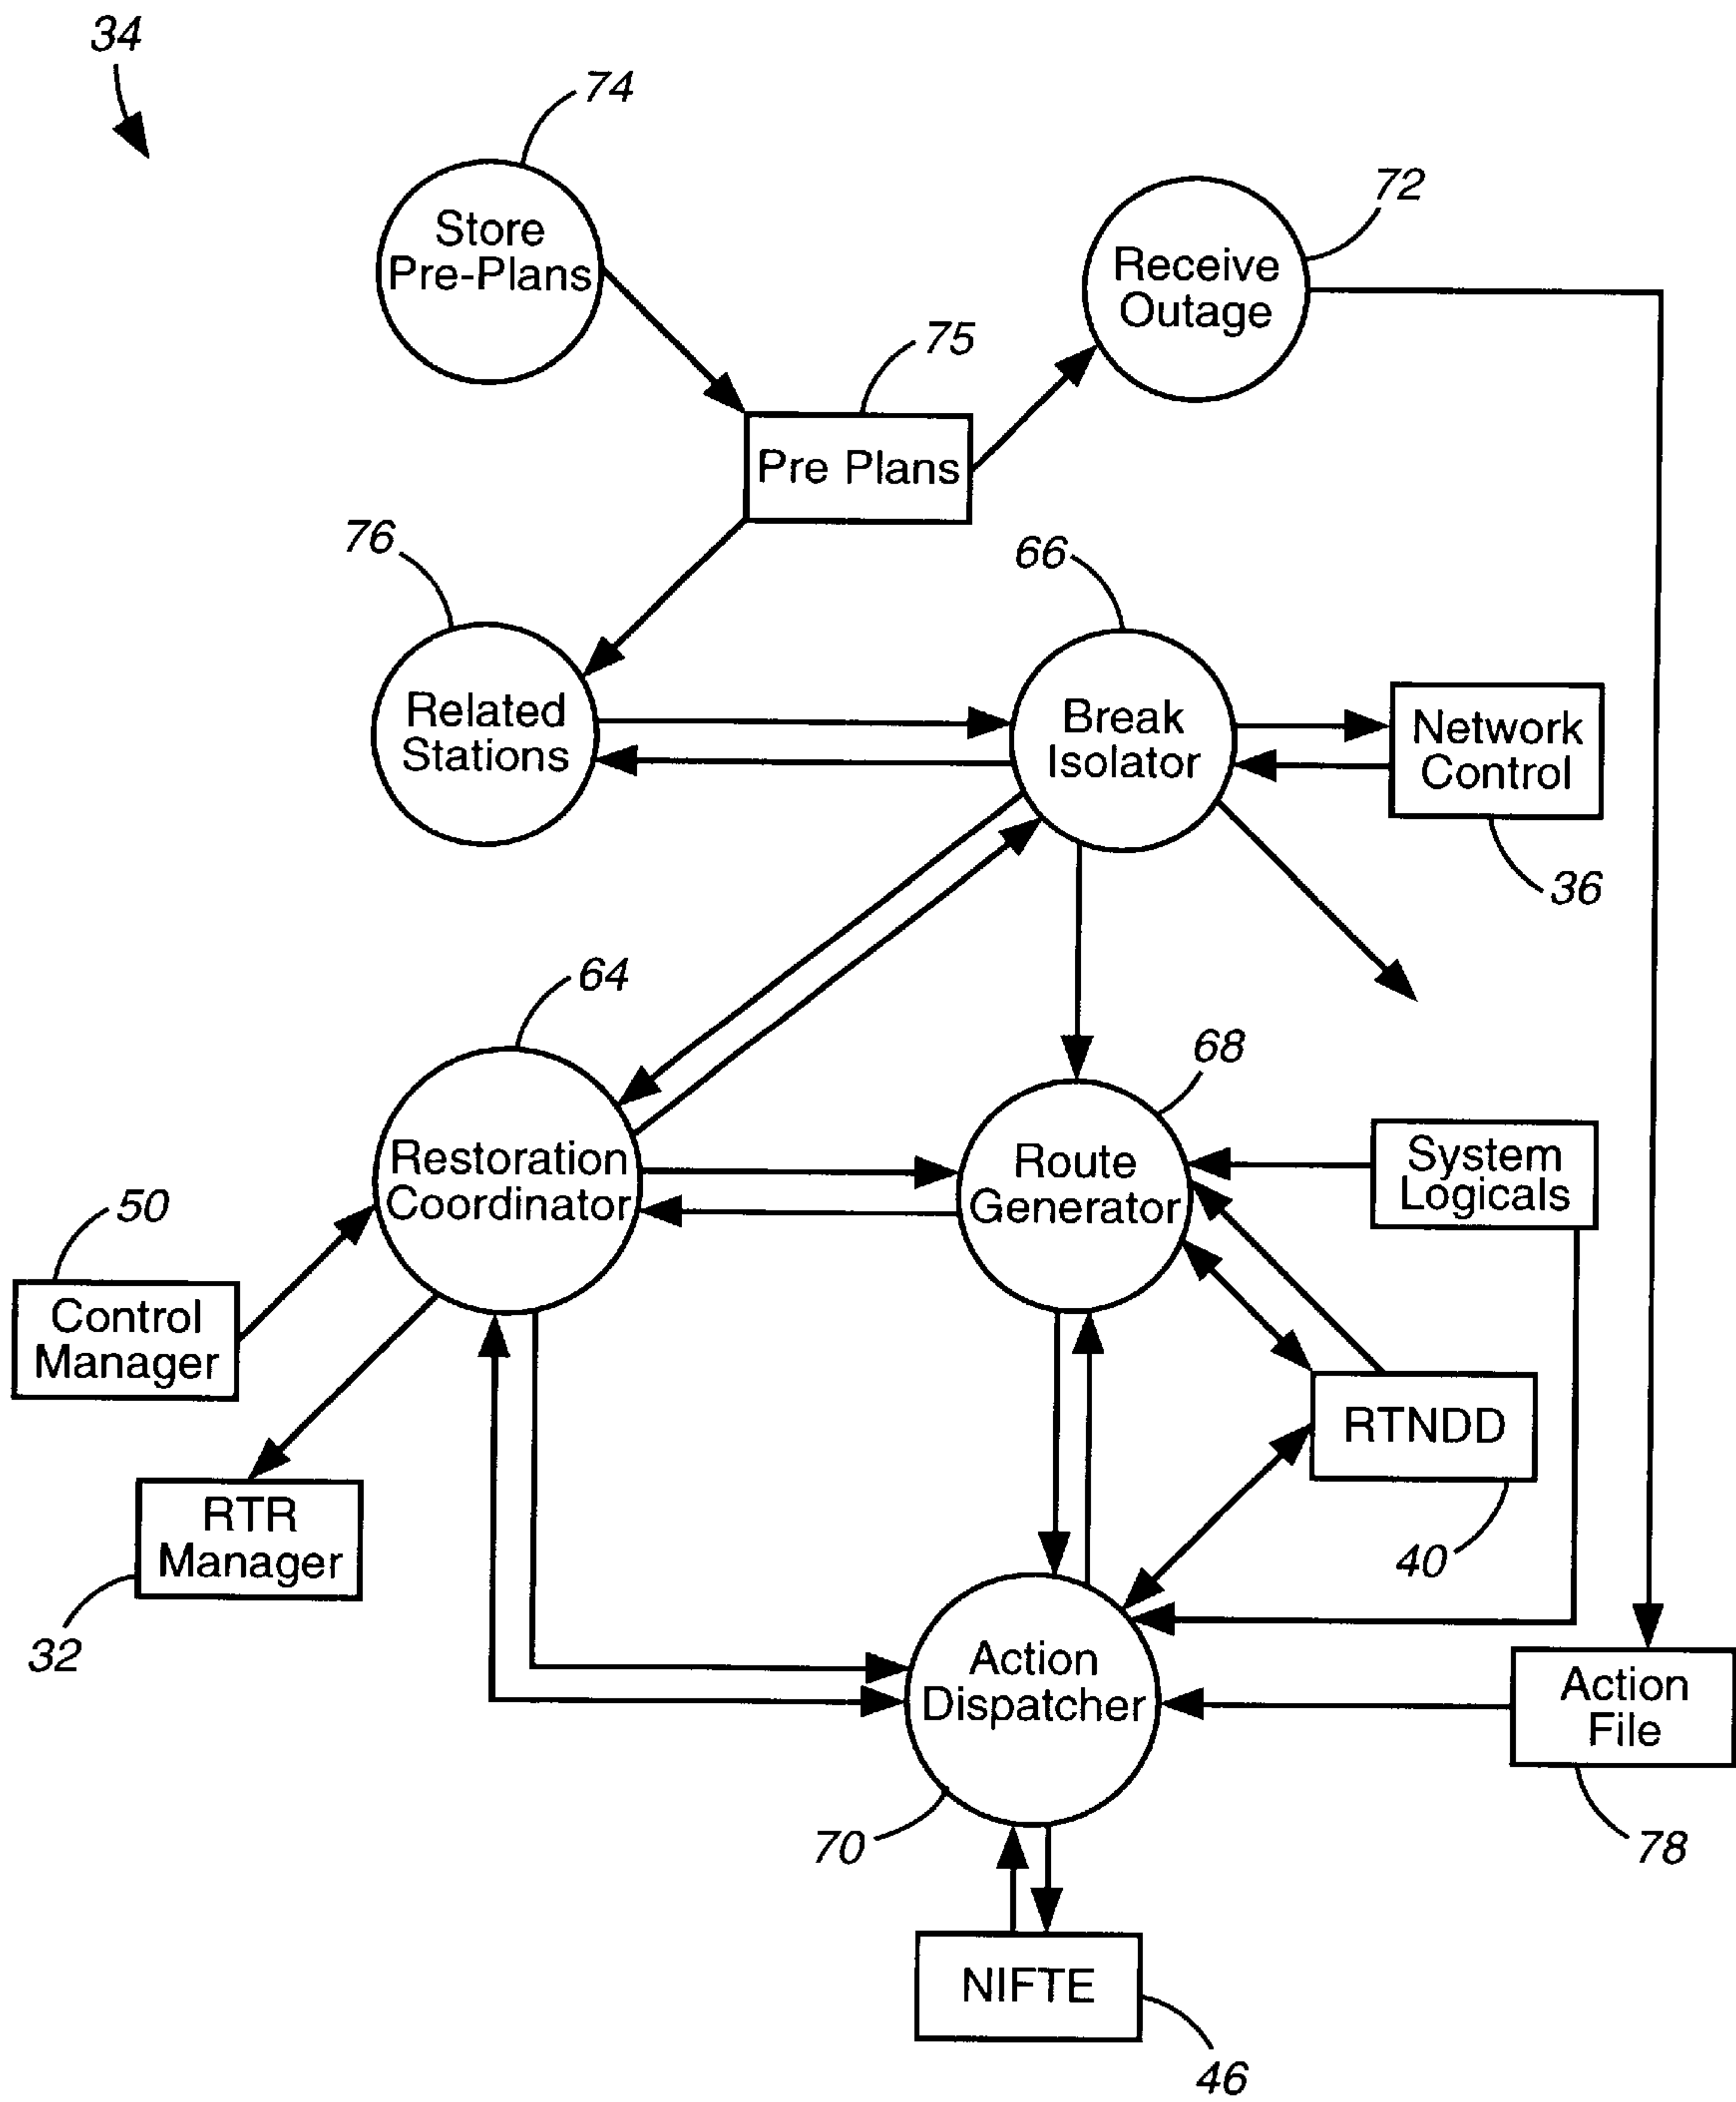 34
74
72
Store
Pre-Plans
Receive
Outage
75
Pre Plans
76
66
Related
Stations
Break
Isolator
Network
Control
36
64
68
Restoration
Coordinator
Route
Generator
System
Logicals
50
Control
Manager
RTNDD
40
RTR
Manager
32
Action
Dispatcher
Action
File
70
78
NIFTE
46